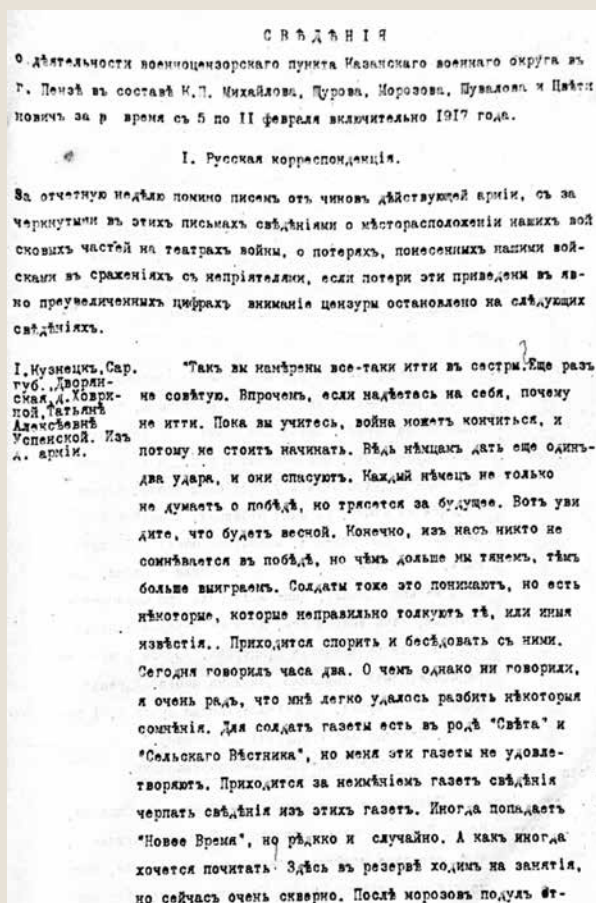 СВѢДѢНІЯ
о дѣятельности военноцензорскаго пункта Казанскаго военнаго округа въ
г. Пензѣ въ составѣ К.П. Михайлова, Щурова, Морозова, Шувалова и Цвѣти
новичъ за р время съ 5 по II февраля включительно 1917 года.
I. Русская корреспонденція.
За отчетную недѣлю помимо писемъ отъ чиновъ дѣйствующей арміи, съ за
черкнутыми въ этихъ письмахъ свѣдѣніями о мѣсторасположеніи нашихъ вой
сковыхъ частей на театрахъ войны, о потеряхъ, понесенныхъ нашими вой-
сками въ сраженіяхъ съ непріятелями, если потери эти приведены въ яв-
но преувеличенныхъ цифрахъ вниманіе цензуры остановлено на слѣдующих
свѣдѣніяхъ.
I. Кузнецкъ, Сар.
губ., Дворян-
ская, д. Ховри-
ной, Татьянѣ
Алексѣевнѣ
Успенской. Изъ
д. арміи.
"Такъ вы намѣрены все-таки итти въ сестры? Еще разъ
не совѣтую. Впрочемъ, если надѣетесь на себя, почему
не итти. Пока вы учитесь, война можетъ кончиться, и
потому не стоитъ начинать. Вѣдь нѣмцамъ дать еще одинъ-
два удара, и они спасуютъ. Каждый нѣмецъ не только
не думаетъ о побѣдѣ, но трясется за будущее. Вотъ уви
дите, что будетъ весной. Конечно, изъ насъ никто не
сомнѣвается въ побѣдѣ, но чѣмъ дольше мы тянемъ, тѣмъ
больше выиграемъ. Солдаты тоже это понимаютъ, но есть
нѣкоторые, которые неправильно толкуютъ тѣ, или иныя
извѣстія.. Приходится спорить и бесѣдовать съ ними.
Сегодня говорилъ часа два. О чемъ однако ни говорили,
я очень радъ, что мнѣ легко удалось разбить нѣкоторыя
сомнѣнія. Для солдатъ газеты есть въ родѣ "Свѣта" и
"Сельскаго Вѣстника", но меня эти газеты не удовле-
творяютъ. Приходится за неимѣніемъ газетъ свѣдѣнія
черпать свѣдѣнія изъ этихъ газетъ. Иногда попадаетъ
"Новое Время", но рѣдкко и случайно. А какъ иногда
хочется почитать! Здѣсь въ резервѣ ходимъ на занятія,
но сейчасъ очень скверно. Послѣ морозовъ подулъ от-